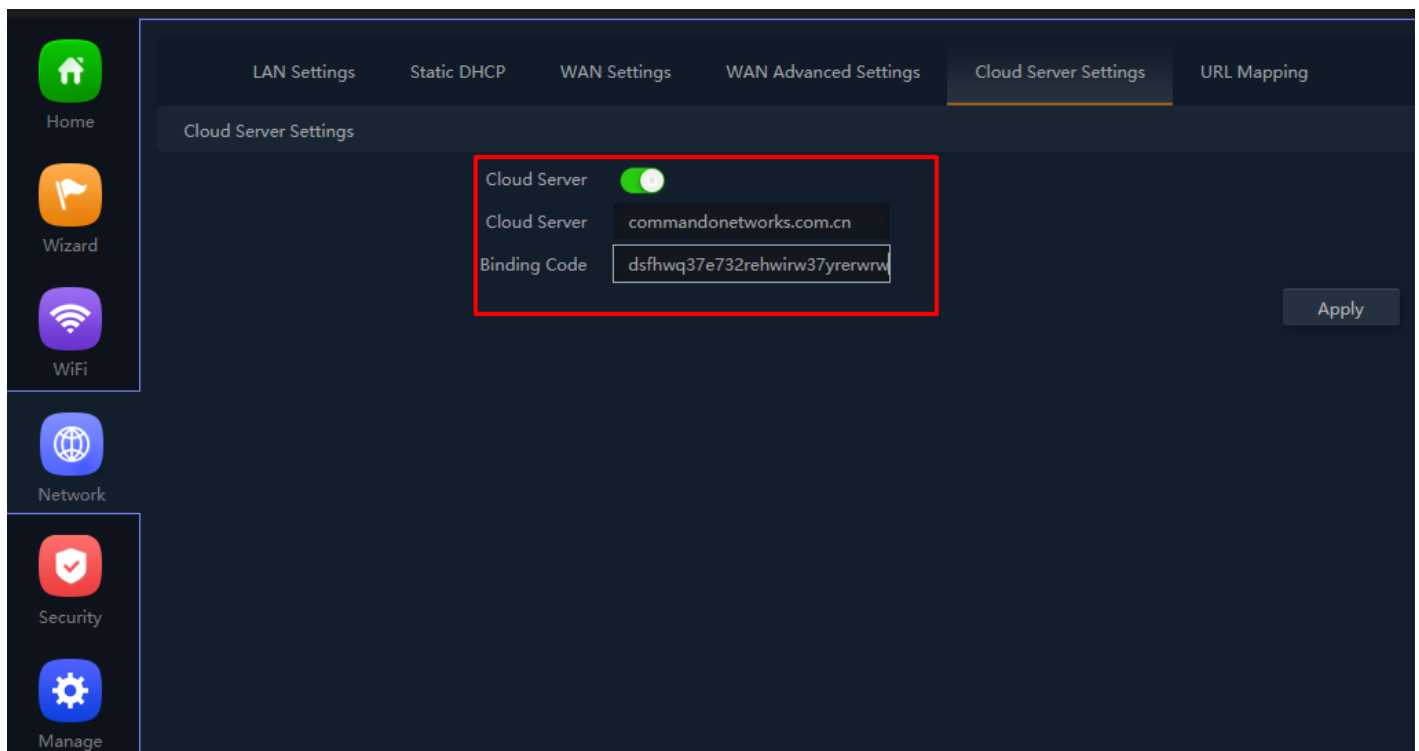 LAN Settings Static DHCP WAN Settings WAN Advanced Settings Cloud Server Settings URL Mapping
Cloud Server Settings
Cloud Server
Cloud Server commandonetworks.com.cn
Binding Code dsfhwq37e732rehwirw37yrerwrw
Apply
Home
Wizard
WiFi
Network
Security
Manage